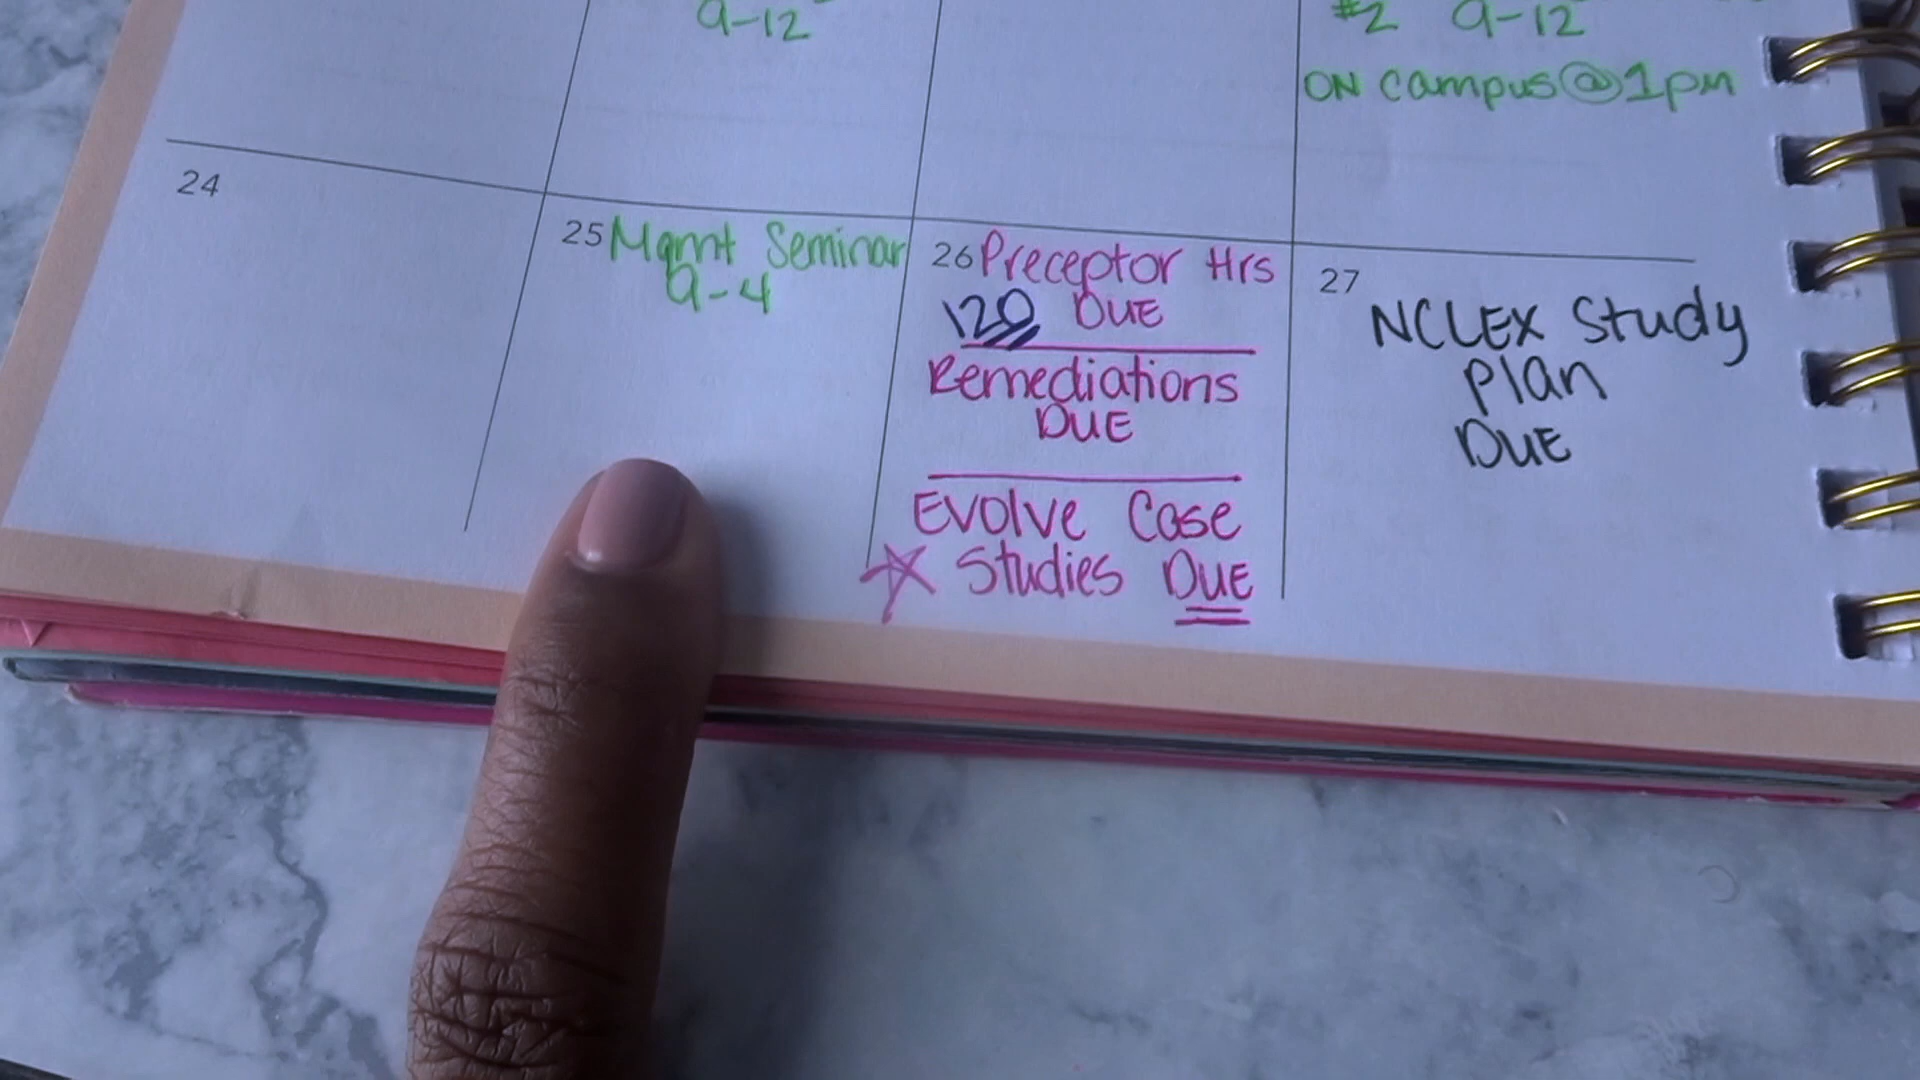 9-12
#2 9-12
ON campus@1pm
24
25 Mgmt Seminar
9-4
26 Preceptor Hrs
120 DUE
Remediations
DUE
Evolve Case
Studies DUE
27
NCLEX Study
plan
DUE